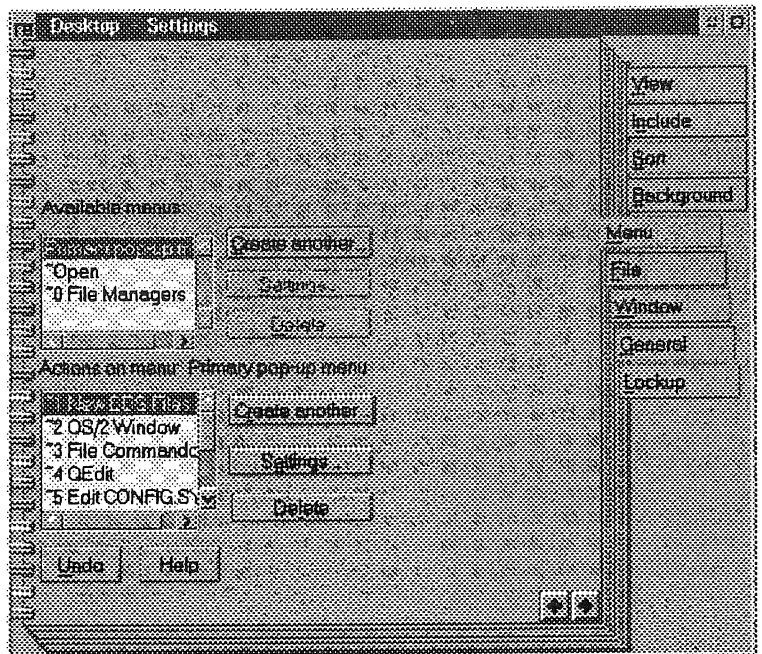 Desktop - Settings
View
Include
Sort
Background
Menu
File
Window
General
Lockup
Available menus:
~Open
~0 File Managers
Create another...
Settings...
Delete
Actions on menu: Primary pop-up menu
~2 OS/2 Window
~3 File Commando
~4 QEdit
~5 Edit CONFIG.SY
Create another...
Settings...
Delete
Undo
Help